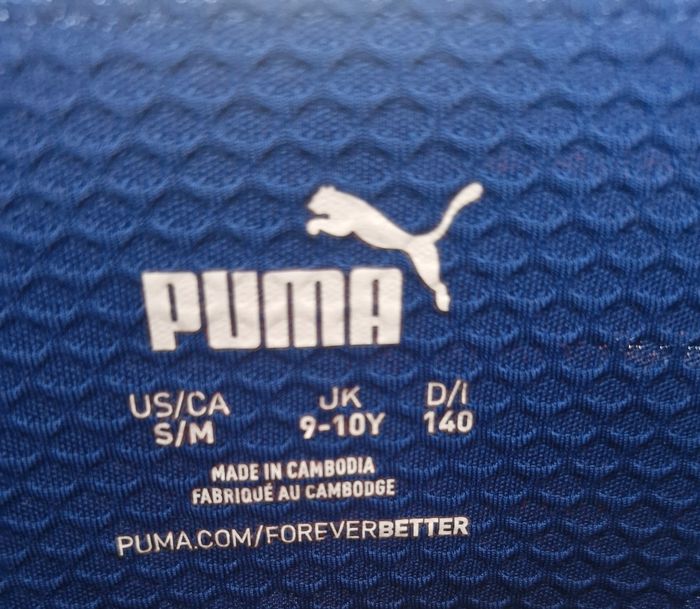 PUMA
US/CA JK D/I
S/M 9-10Y 140
MADE IN CAMBODIA
FABRIQUÉ AU CAMBODGE
PUMA.COM/FOREVERBETTER